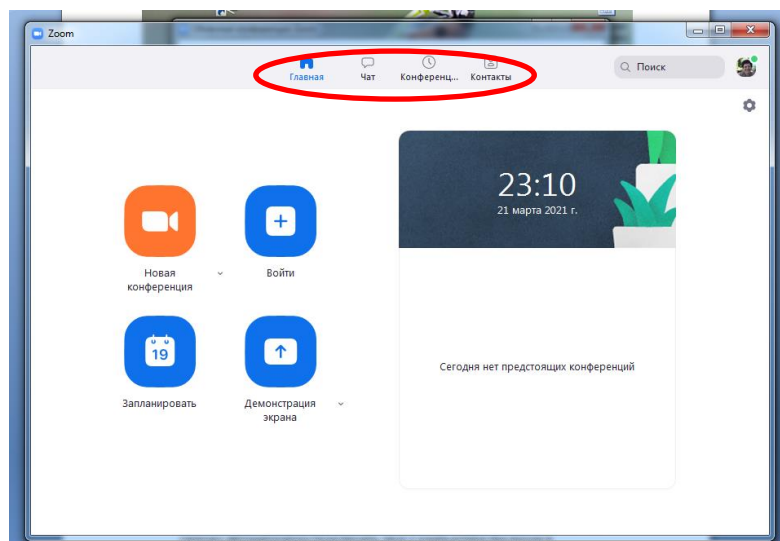 Zoom
Главная Чат Конференц... Контакты
Поиск
23:10
21 марта 2021 г.
Новая
конференция
Войти
19
Запланировать
Демонстрация
экрана
Сегодня нет предстоящих конференций